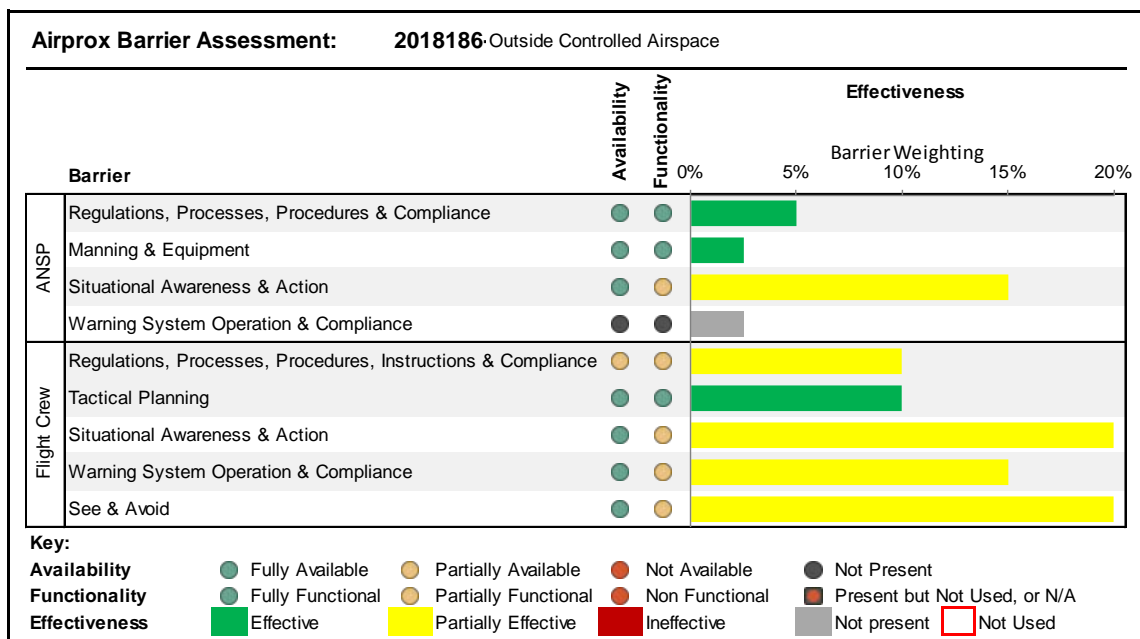 Airprox Barrier Assessment: 2018186 Outside Controlled Airspace
Availability
Functionality
Effectiveness
Barrier Weighting
Barrier
0% 5% 10% 15% 20%
ANSP
Regulations, Processes, Procedures & Compliance
Manning & Equipment
Situational Awareness & Action
Warning System Operation & Compliance
Flight Crew
Regulations, Processes, Procedures, Instructions & Compliance
Tactical Planning
Situational Awareness & Action
Warning System Operation & Compliance
See & Avoid
Key:
Availability Fully Available Partially Available Not Available Not Present
Functionality Fully Functional Partially Functional Non Functional Present but Not Used, or N/A
Effectiveness Effective Partially Effective Ineffective Not present Not Used